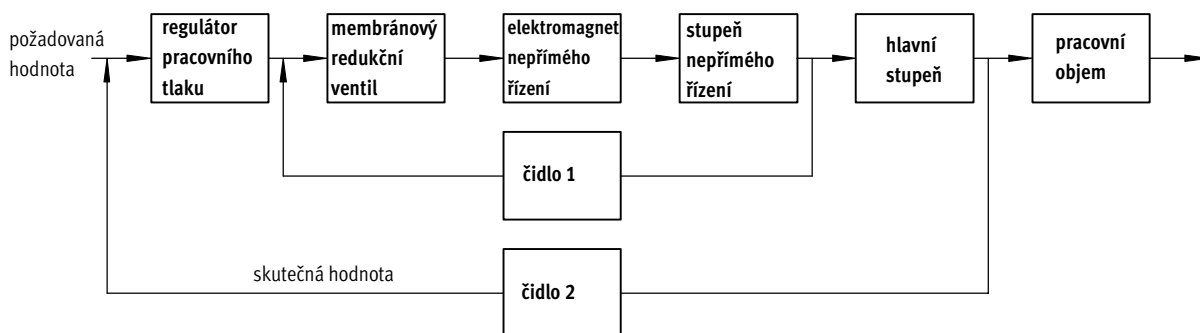 požadovaná
hodnota
regulátor
pracovního
tlaku
membránový
redukční
ventil
elektromagnet
nepřímého
řízení
stupeň
nepřímého
řízení
hlavní
stupeň
pracovní
objem
čidlo 1
skutečná hodnota
čidlo 2